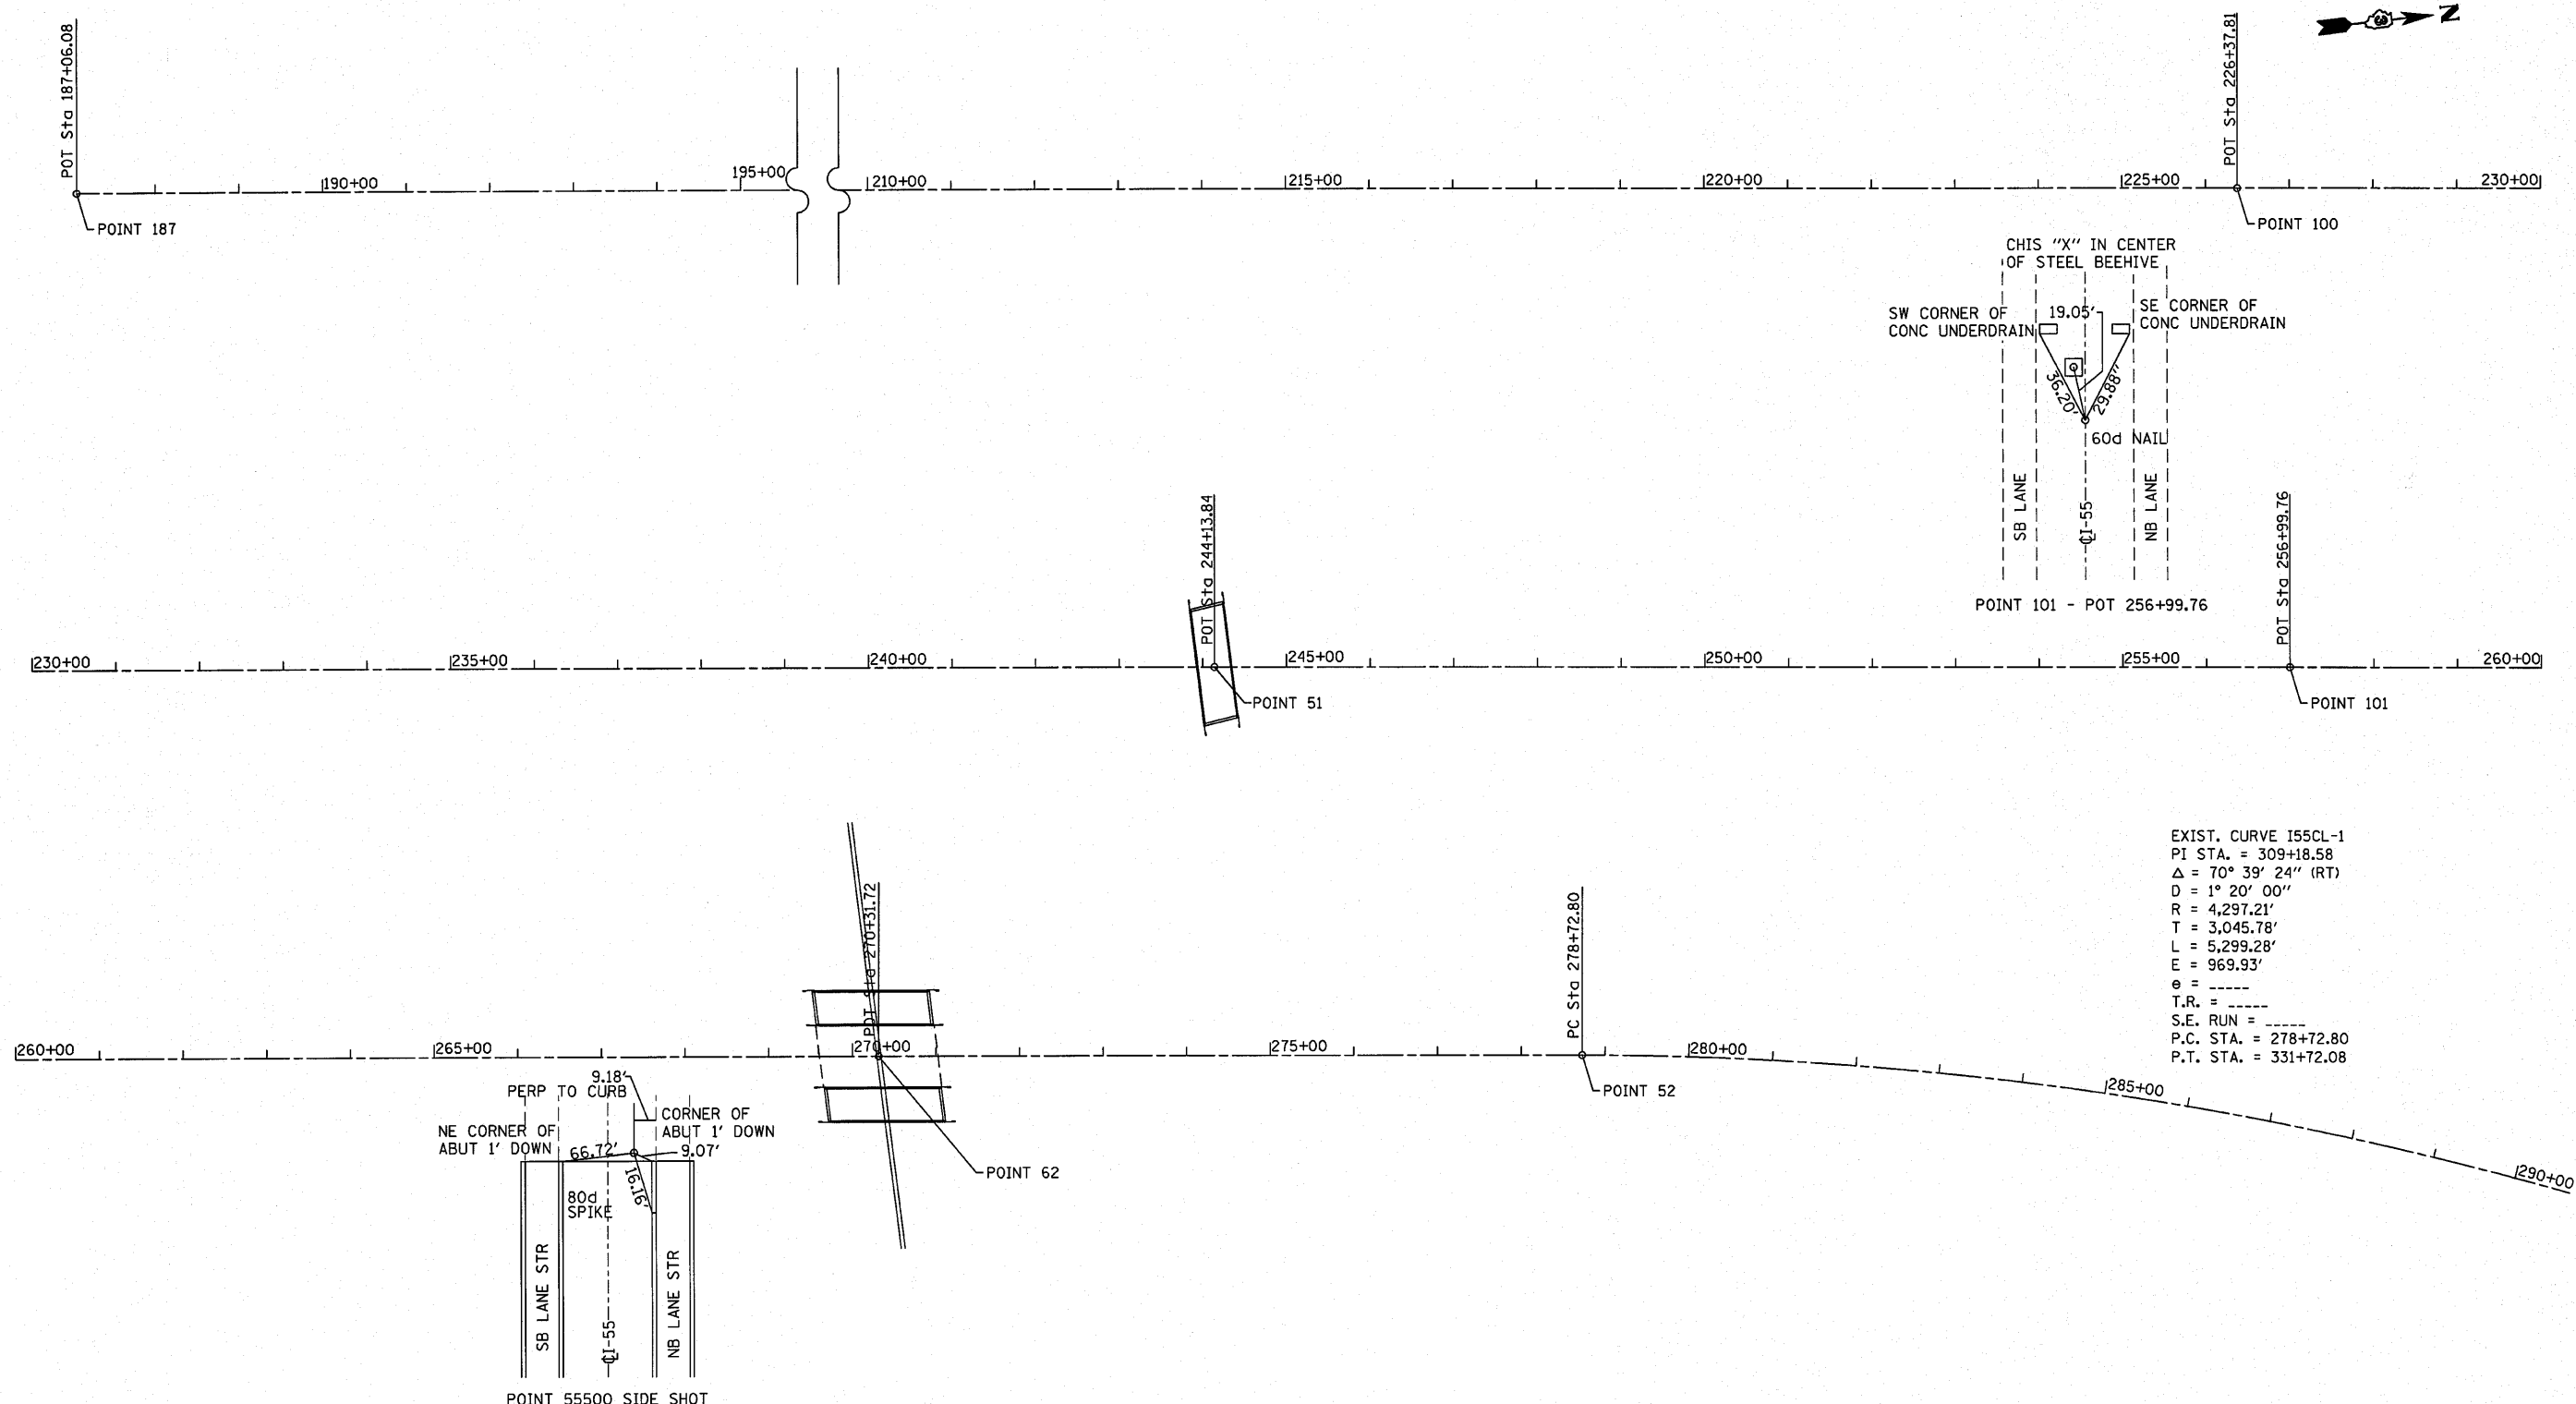 POT Sta 187+06.08
POT Sta 226+37.81
N
190+00
195+00
210+00
215+00
220+00
225+00
230+00
POINT 187
POINT 100
CHIS "X" IN CENTER
OF STEEL BEEHIVE
SW CORNER OF
CONC UNDERDRAIN
19.05'
SE CORNER OF
CONC UNDERDRAIN
36.20'
29.88"
60d NAIL
SB LANE
℄ I-55
NB LANE
POINT 101 - POT 256+99.76
POT Sta 244+13.84
POT Sta 256+99.76
230+00
235+00
240+00
245+00
250+00
255+00
260+00
POINT 51
POINT 101
EXIST. CURVE I55CL-1
PI STA. = 309+18.58
Δ = 70° 39' 24" (RT)
D = 1° 20' 00"
R = 4,297.21'
T = 3,045.78'
L = 5,299.28'
E = 969.93'
e = _____
T.R. = _____
S.E. RUN = _____
P.C. STA. = 278+72.80
P.T. STA. = 331+72.08
POT Sta 270+31.72
PC Sta 278+72.80
260+00
265+00
270+00
275+00
280+00
285+00
290+00
POINT 52
POINT 62
9.18'
PERP TO CURB
NE CORNER OF
ABUT 1' DOWN
CORNER OF
ABUT 1' DOWN
66.72'
9.07'
16.16'
80d
SPIKE
SB LANE STR
℄ I-55
NB LANE STR
POINT 55500 SIDE SHOT